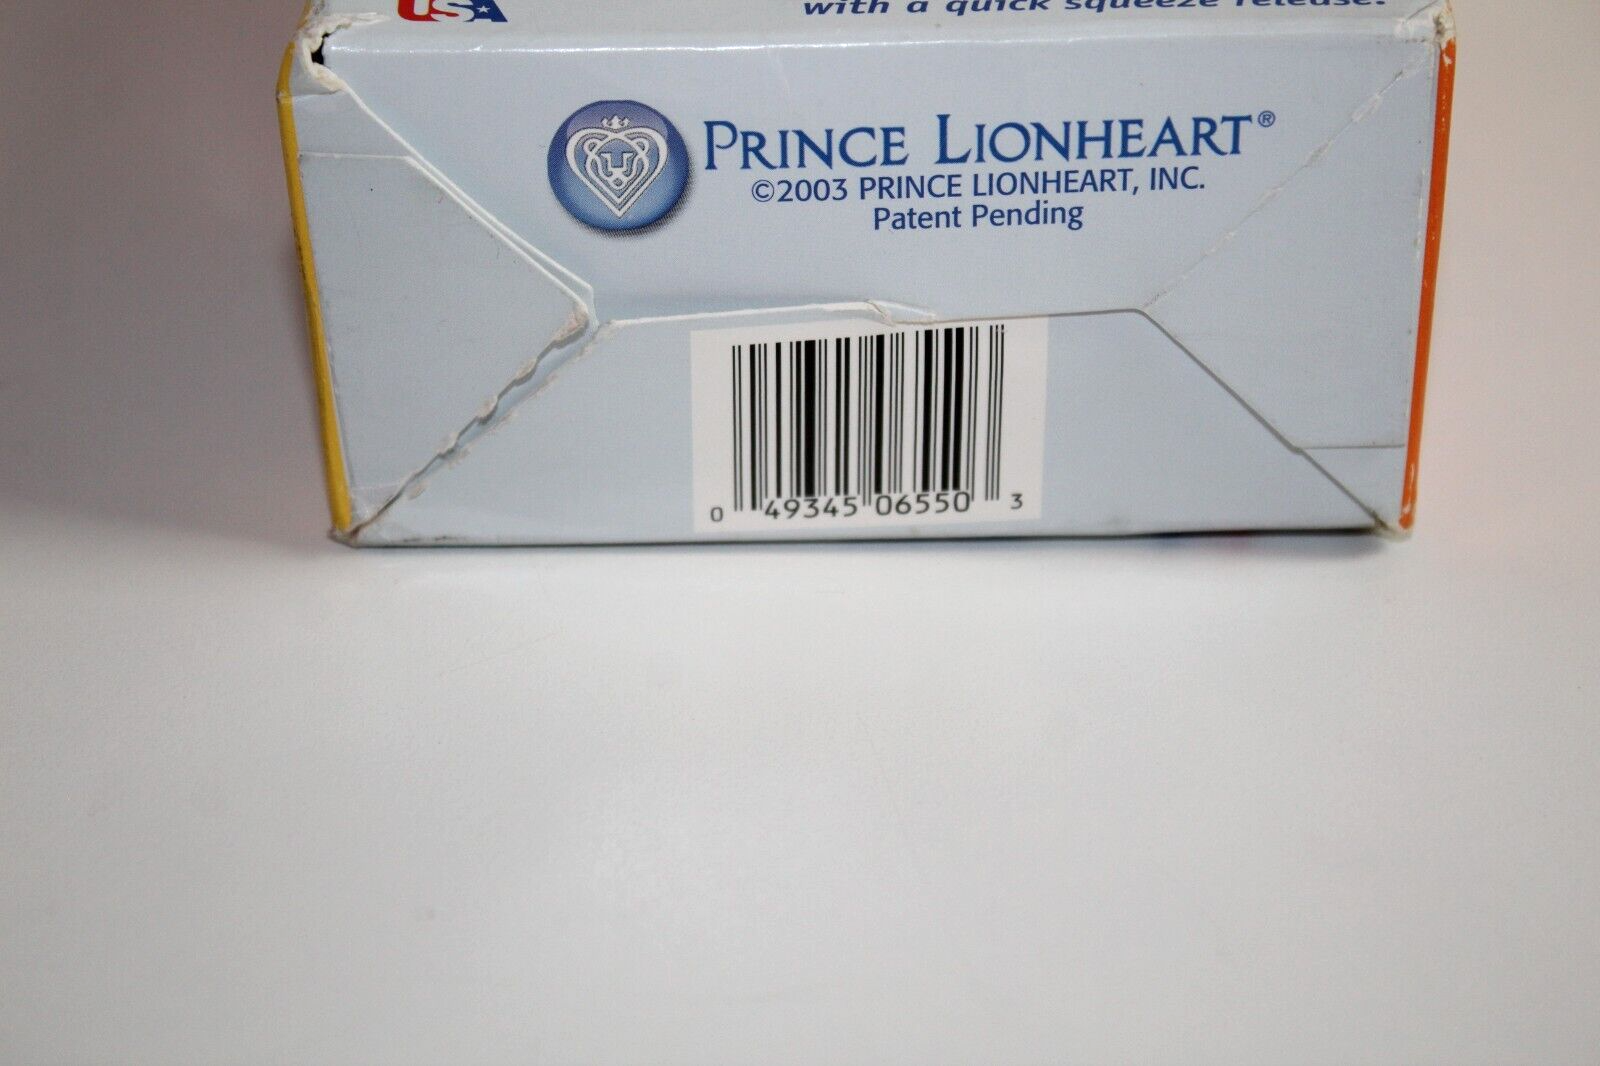 USA
with a quick squeeze release.
PRINCE LIONHEART®
©2003 PRINCE LIONHEART, INC.
Patent Pending
0 49345 06550 3